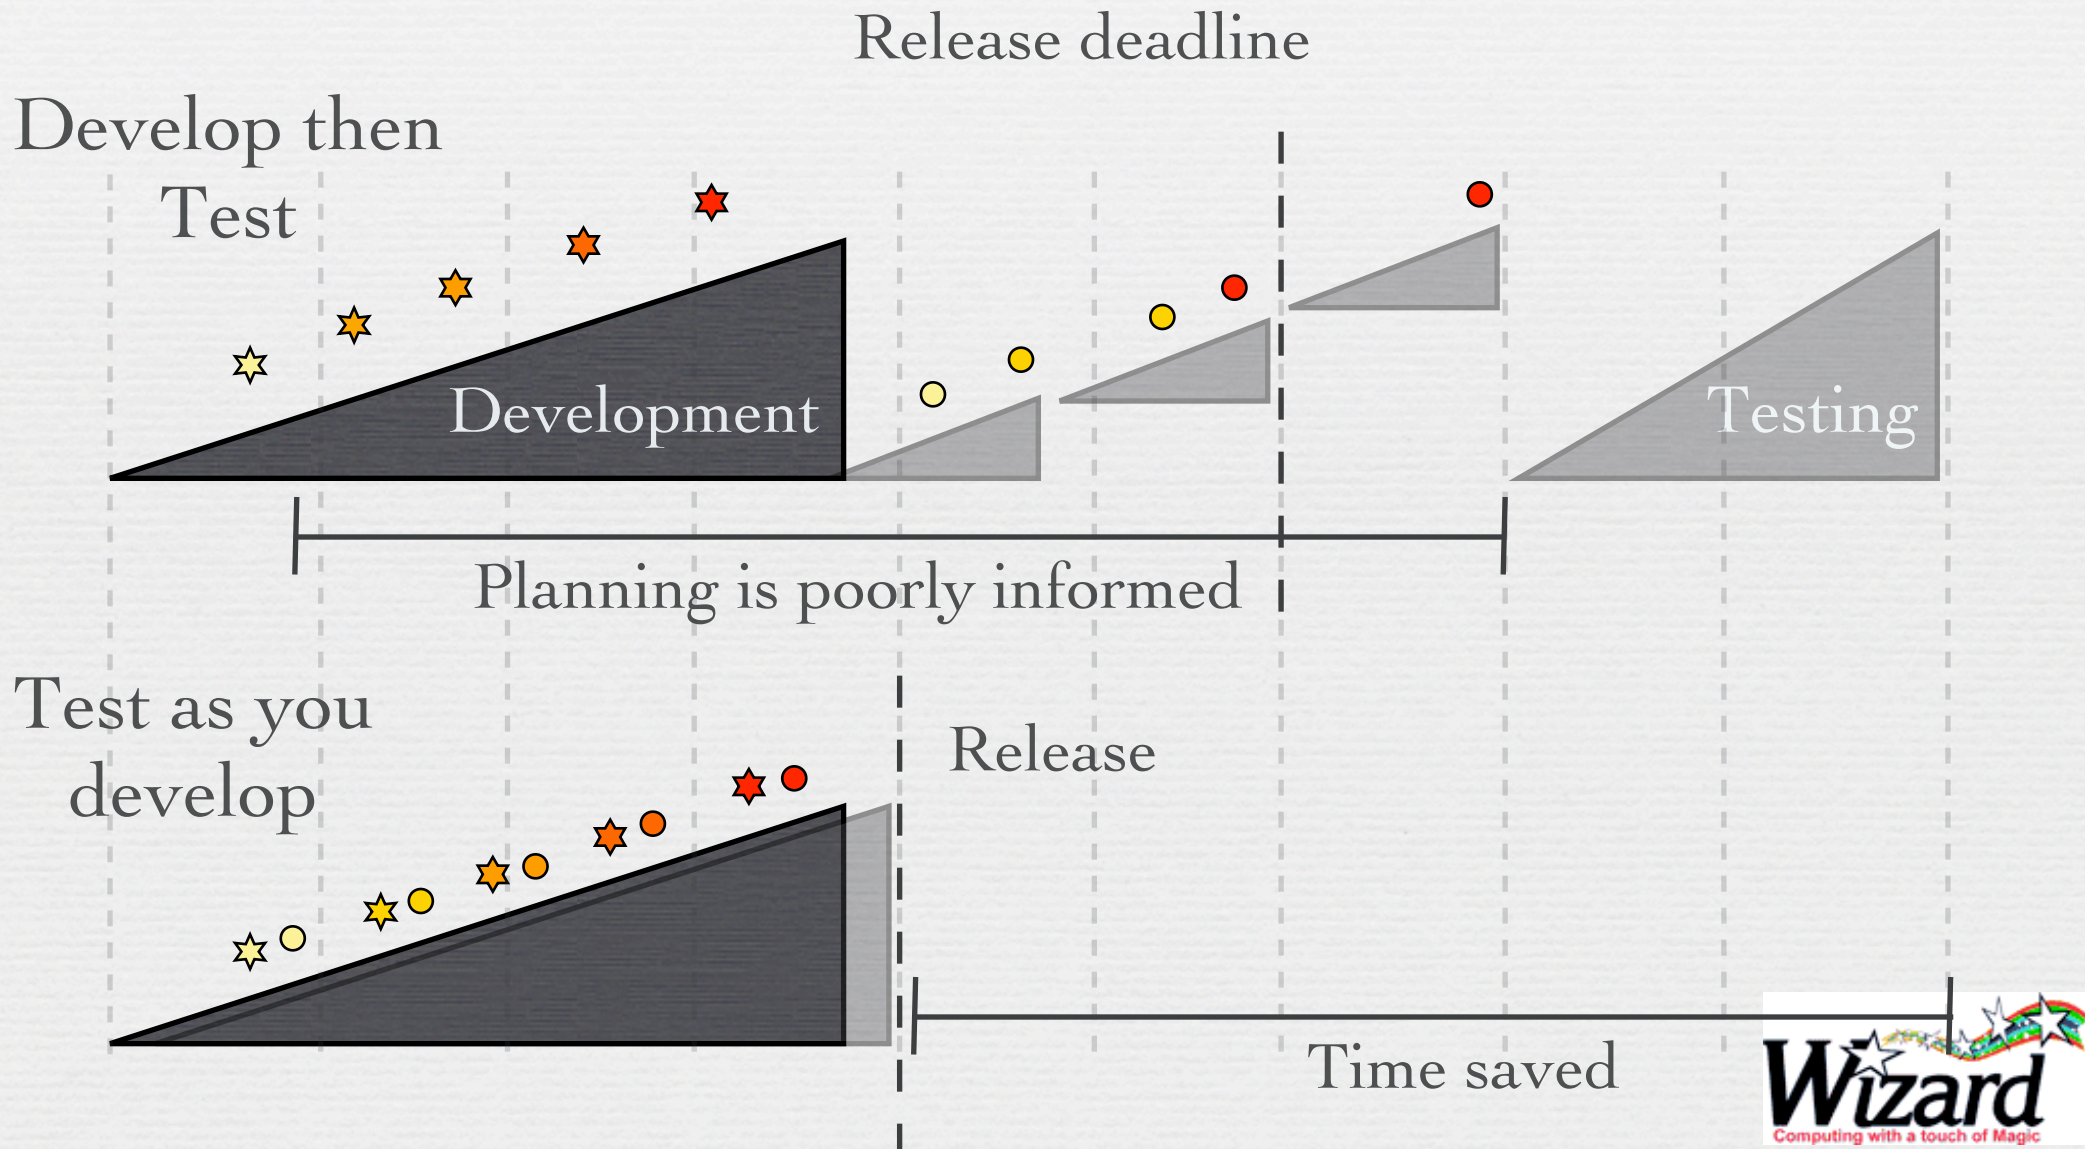 Release deadline
Develop then
Test
Development
Testing
Planning is poorly informed
Test as you
develop
Release
Time saved
Wizard
Computing with a touch of Magic